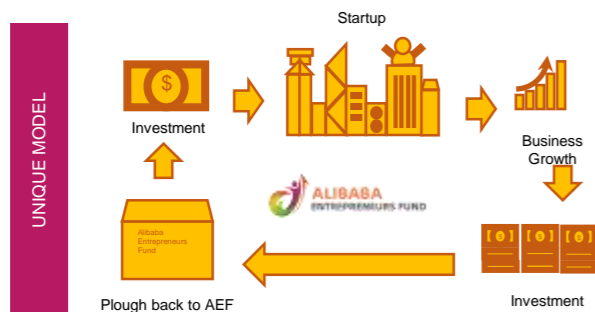 UNIQUE MODEL
Startup
$
Investment
Business
Growth
ALIBABA
ENTREPRENEURS FUND
Alibaba
Entrepreneurs
Fund
[$] [$] [$]
Plough back to AEF
Investment